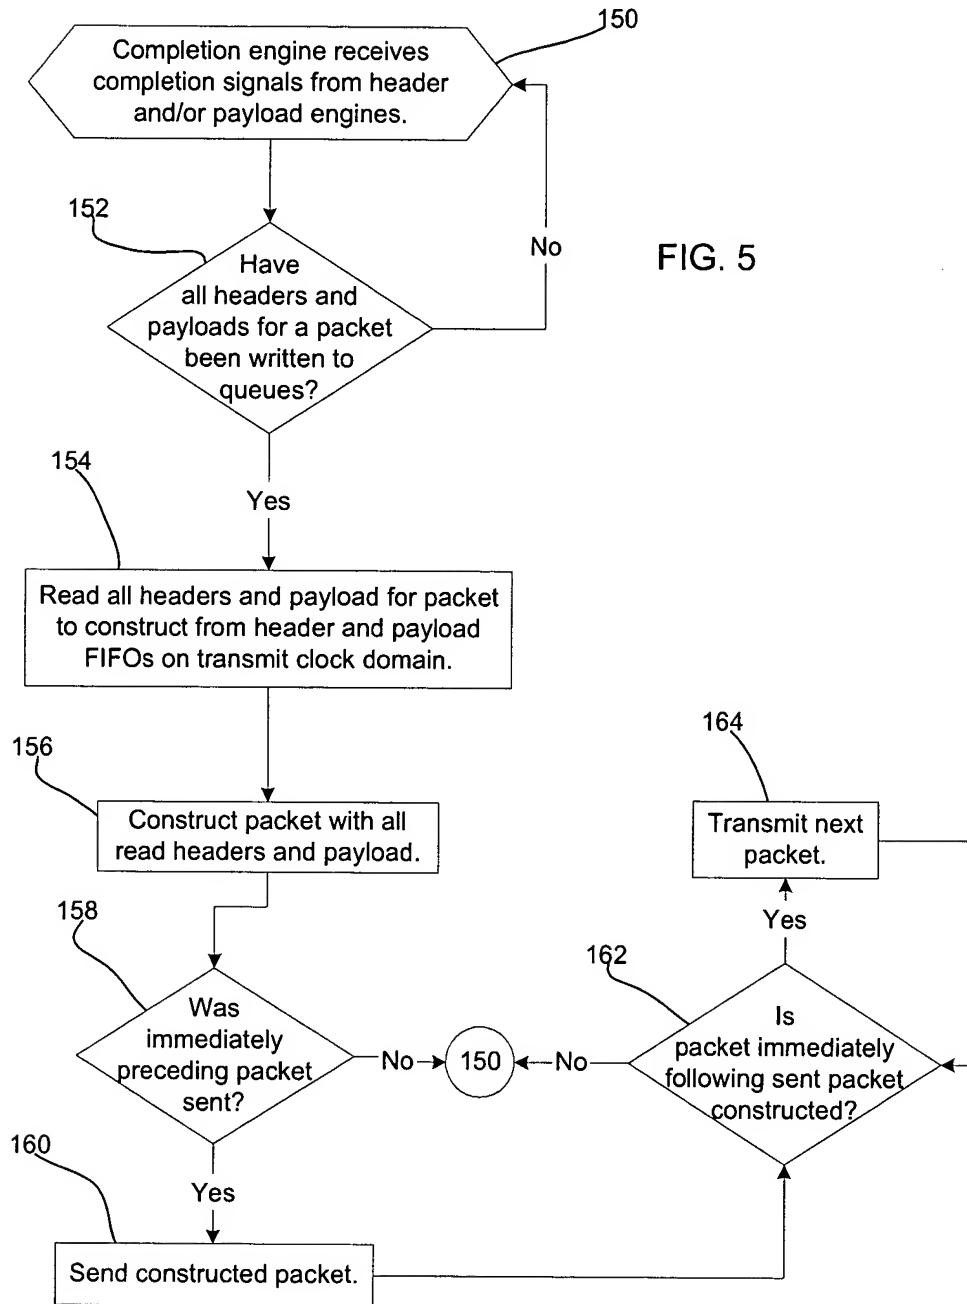 150
Completion engine receives
completion signals from header
and/or payload engines.
152
No
FIG. 5
Have
all headers and
payloads for a packet
been written to
queues?
154
Yes
Read all headers and payload for packet
to construct from header and payload
FIFOs on transmit clock domain.
156
Construct packet with all
read headers and payload.
164
Transmit next
packet.
158
Yes
162
Was
immediately
preceding packet
sent?
No
150
No
Is
packet immediately
following sent packet
constructed?
160
Yes
Send constructed packet.